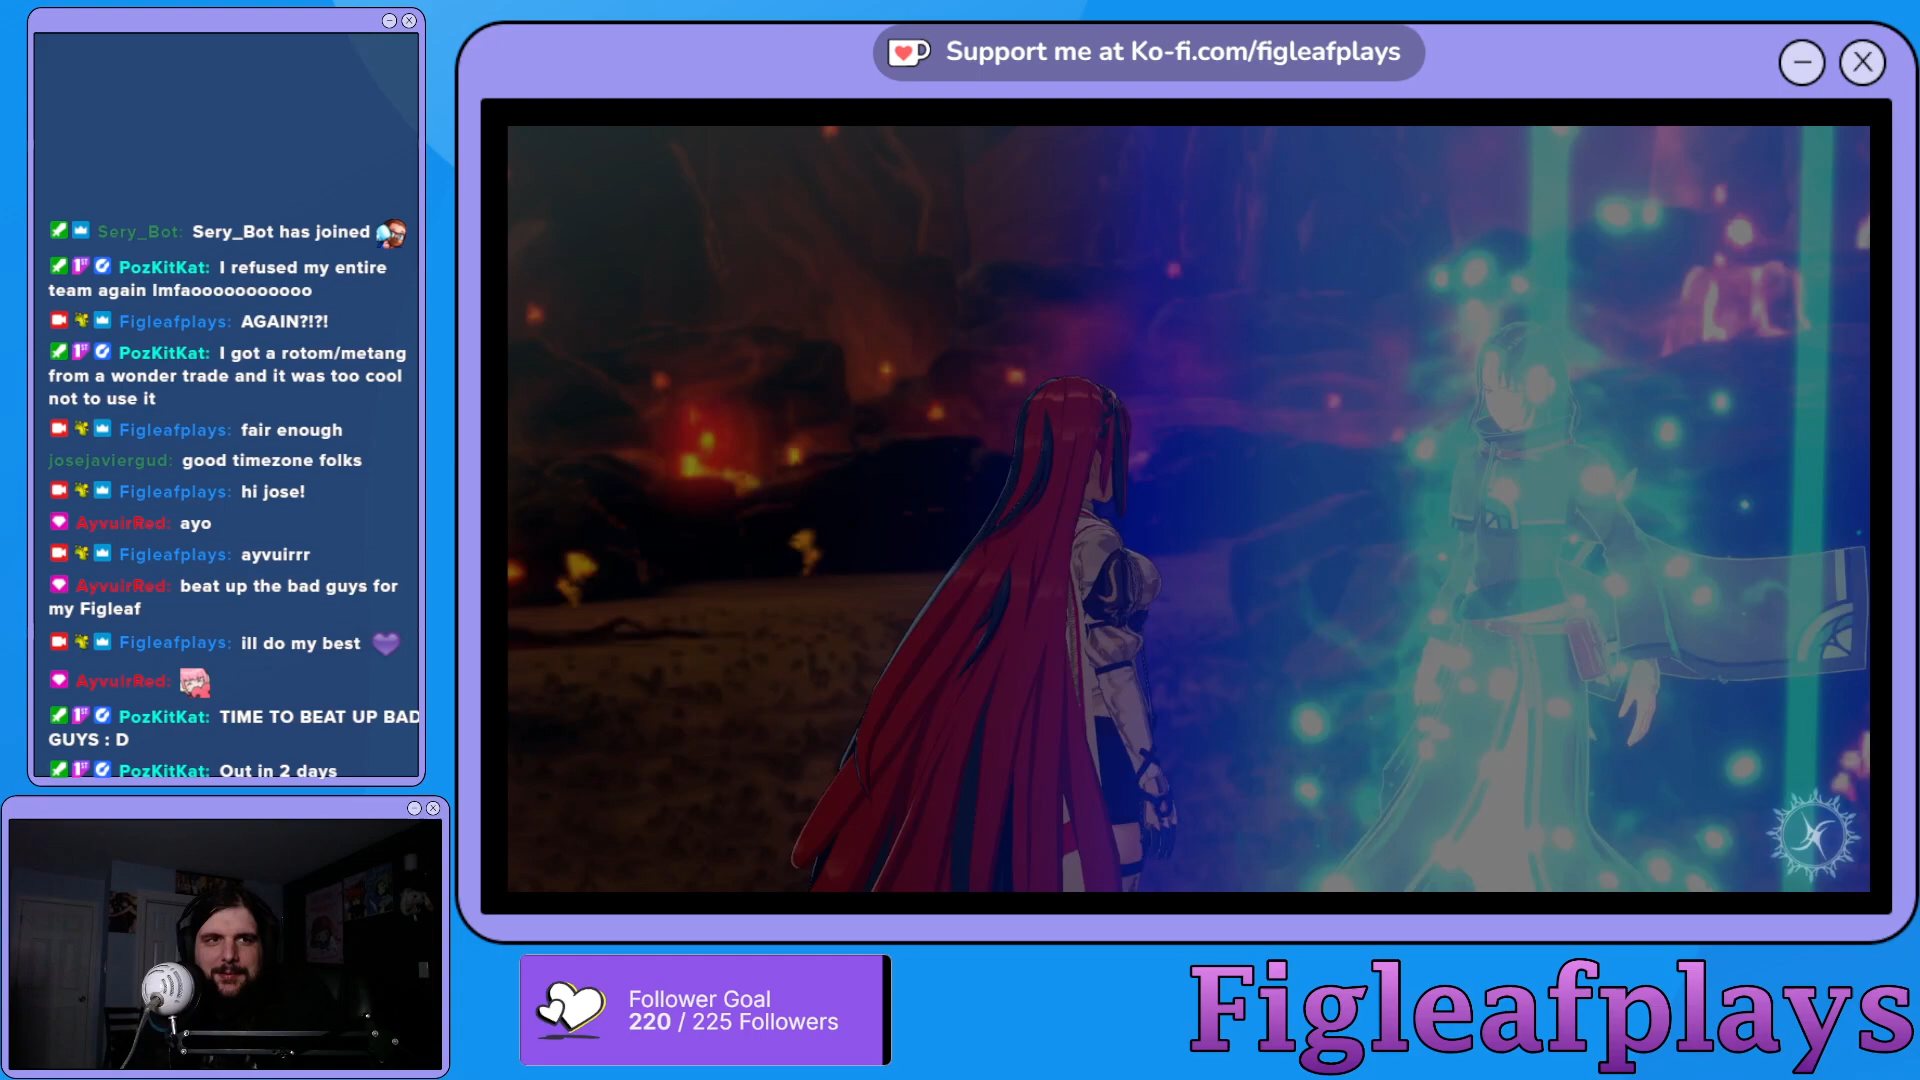 Sery_Bot: Sery_Bot has joined
PozKitKat: I refused my entire
team again lmfaooooooooooo
Figleafplays: AGAIN?!?!
PozKitKat: I got a rotom/metang
from a wonder trade and it was too cool
not to use it
Figleafplays: fair enough
josejaviergud: good timezone folks
Figleafplays: hi jose!
AyvuirRed: ayo
Figleafplays: ayvuirrr
AyvuirRed: beat up the bad guys for
my Figleaf
Figleafplays: ill do my best
AyvuirRed:
PozKitKat: TIME TO BEAT UP BAD
GUYS : D
PozKitKat: Out in 2 days
Support me at Ko-fi.com/figleafplays
Follower Goal
220 / 225 Followers
Figleafplays